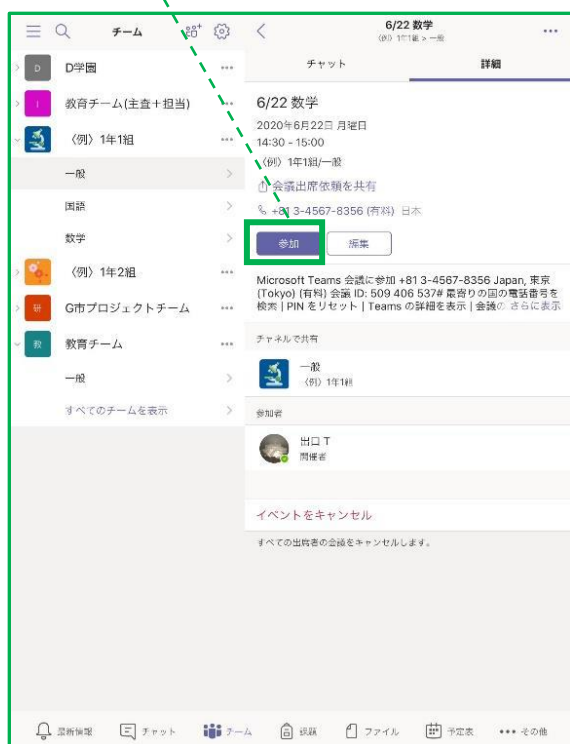 チーム
D
D学園
I
教育チーム(主査+担当)
〈例〉1年1組
一般
国語
数学
〈例〉1年2組
研
G市プロジェクトチーム
教
教育チーム
一般
すべてのチームを表示
6/22 数学
〈例〉1年1組 > 一般
チャット
詳細
6/22 数学
2020年6月22日 月曜日
14:30 - 15:00
〈例〉1年1組/一般
会議出席依頼を共有
+81 3-4567-8356 (有料) 日本
参加
編集
Microsoft Teams 会議に参加 +81 3-4567-8356 Japan, 東京
(Tokyo) (有料) 会議 ID: 509 406 537# 最寄りの国の電話番号を
検索 | PIN をリセット | Teams の詳細を表示 | 会議の さらに表示
チャネルで共有
一般
〈例〉1年1組
参加者
出口 T
開催者
イベントをキャンセル
すべての出席者の会議をキャンセルします。
最新情報
チャット
チーム
課題
ファイル
予定表
その他